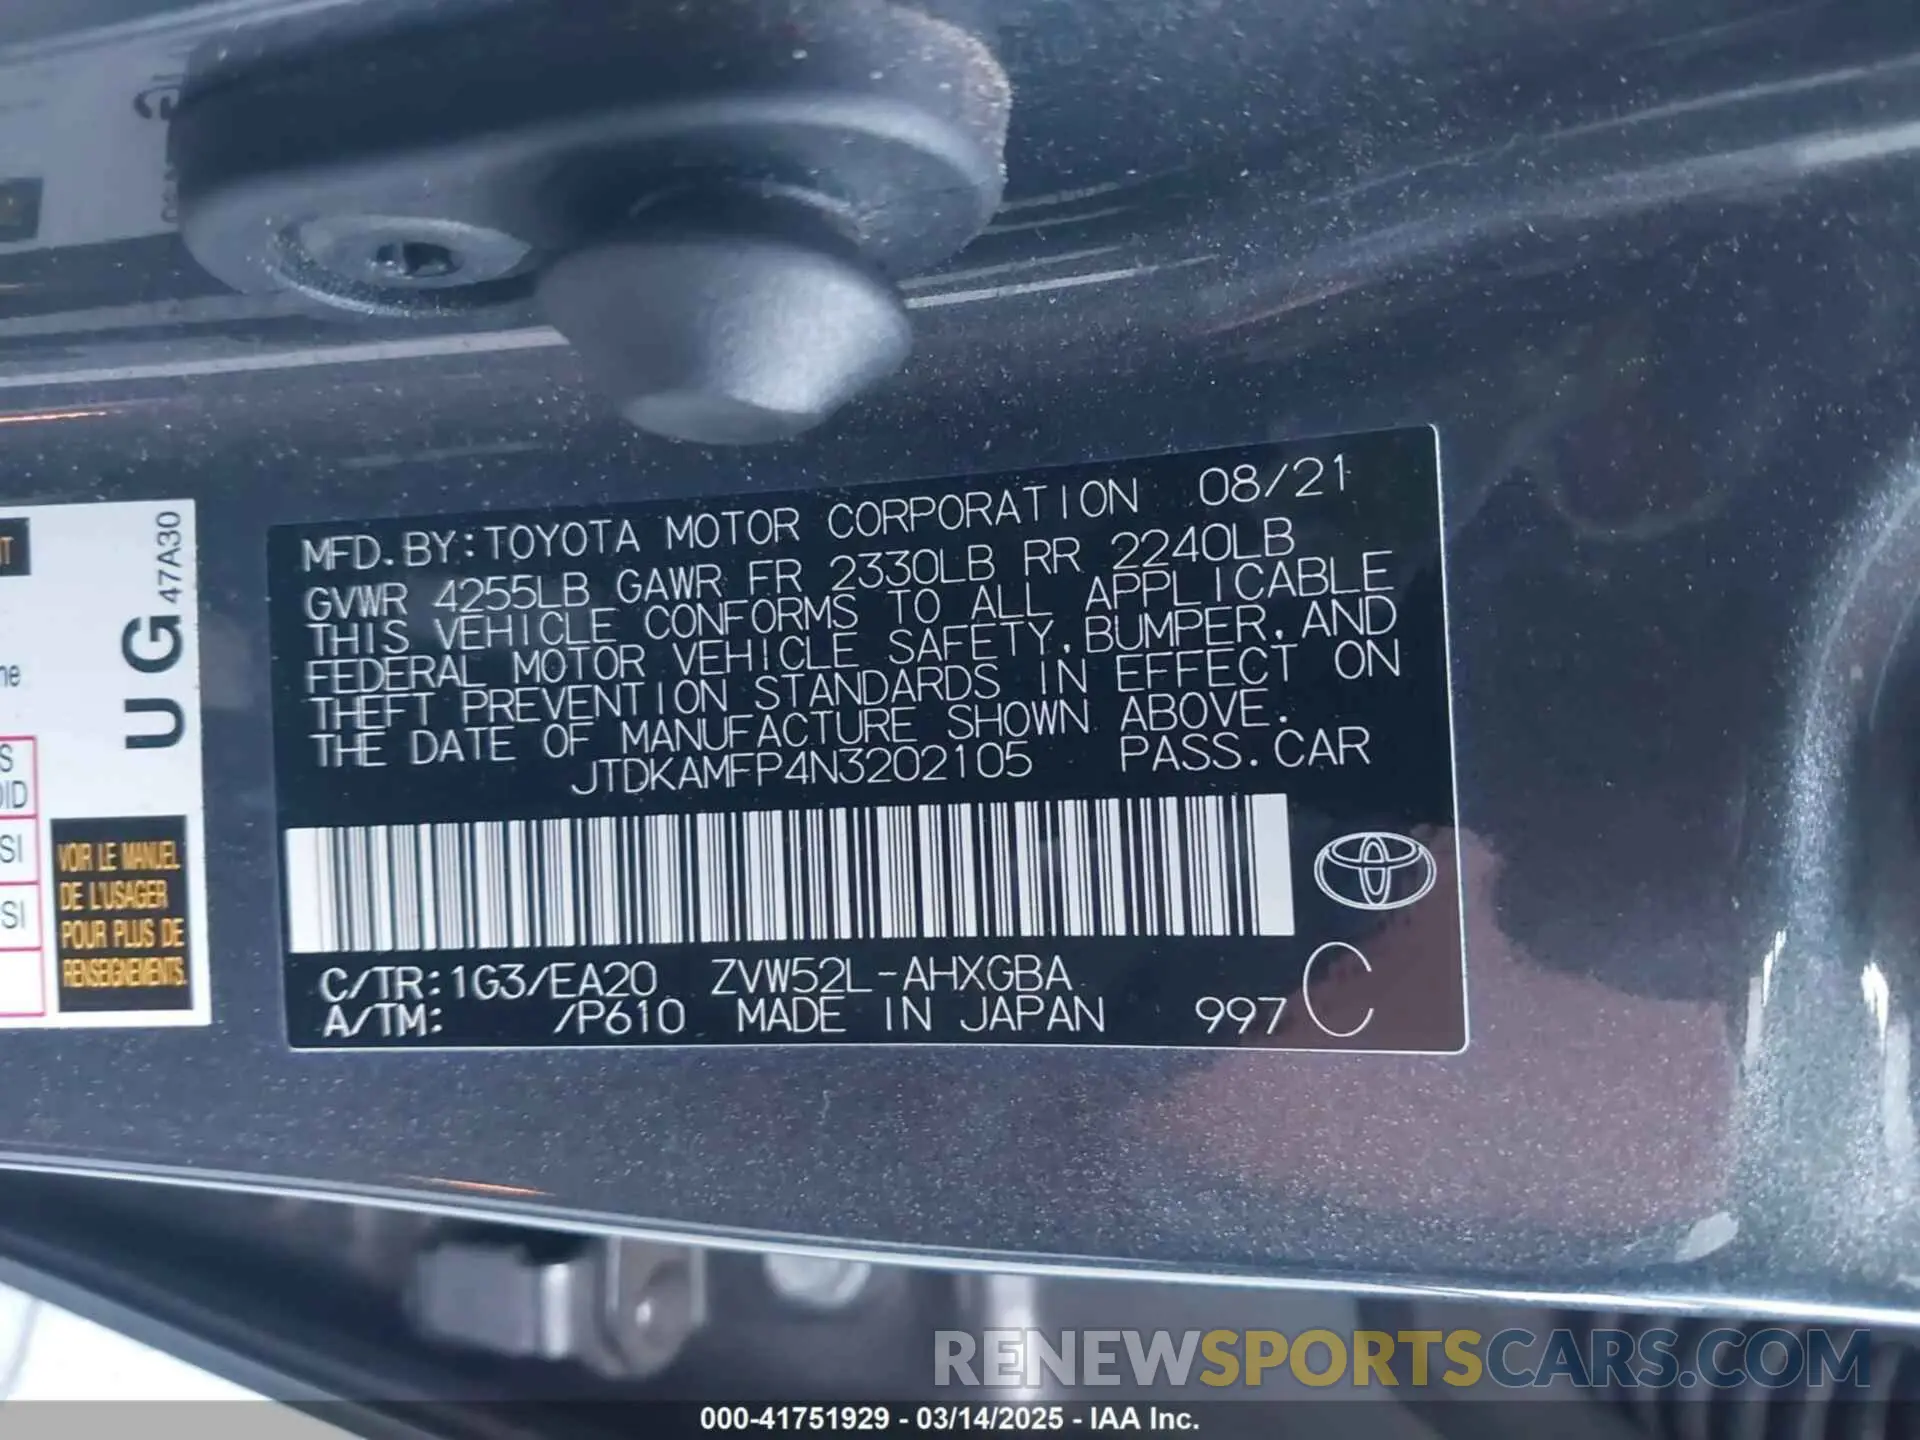 UG 47A30
MFD. BY: TOYOTA MOTOR CORPORATION 08/21
GVWR 4255LB GAWR FR 2330LB RR 2240LB
THIS VEHICLE CONFORMS TO ALL APPLICABLE
FEDERAL MOTOR VEHICLE SAFETY, BUMPER, AND
THEFT PREVENTION STANDARDS IN EFFECT ON
THE DATE OF MANUFACTURE SHOWN ABOVE.
JTDKAMFP4N3202105 PASS. CAR
SI
SI
VOIR LE MANUEL
DE L'USAGER
POUR PLUS DE
RENSEIGNEMENTS.
C/TR: 1G3/EA20 ZVW52L-AHXGBA
A/TM: /P610 MADE IN JAPAN 997 C
RENEWSPORTSCARS.COM
000-41751929 - 03/14/2025 - IAA Inc.